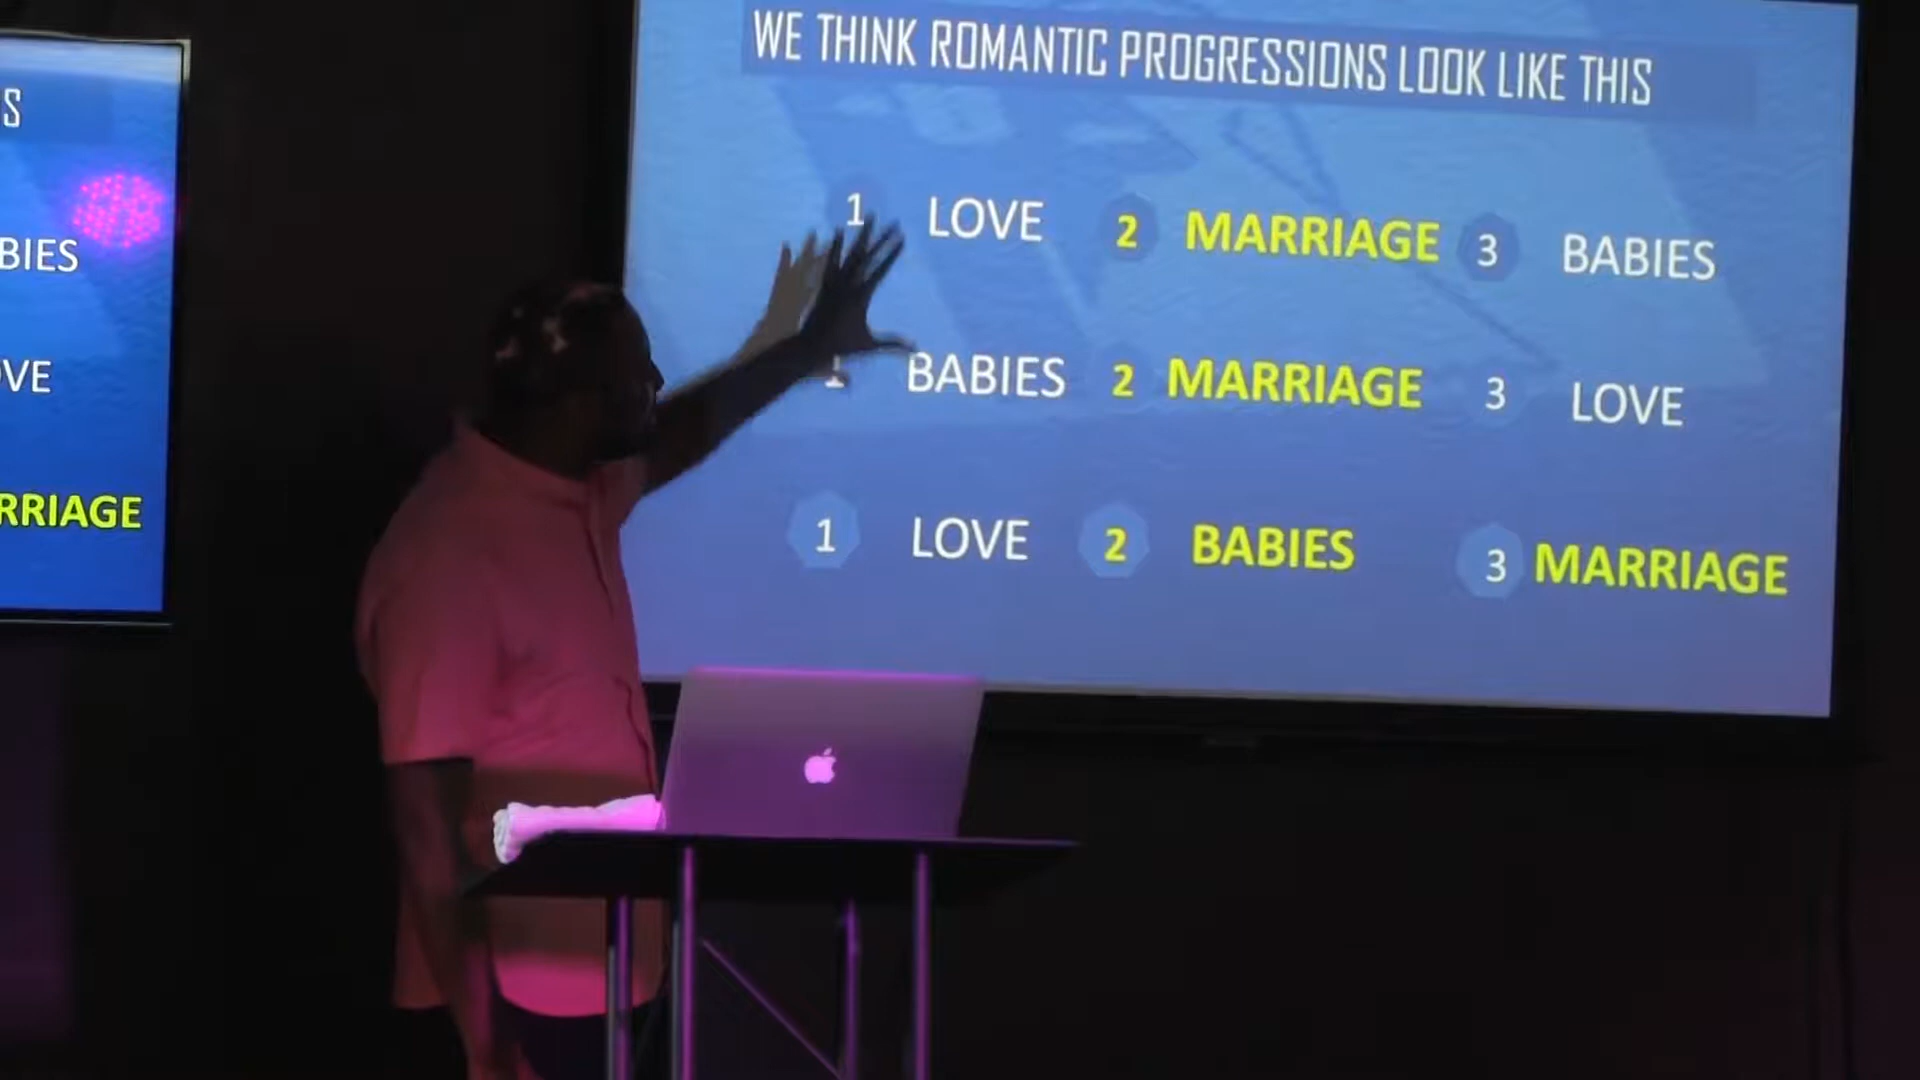 WE THINK ROMANTIC PROGRESSIONS LOOK LIKE THIS
1 LOVE 2 MARRIAGE 3 BABIES
1 BABIES 2 MARRIAGE 3 LOVE
1 LOVE 2 BABIES 3 MARRIAGE
S
BIES
VE
RRIAGE